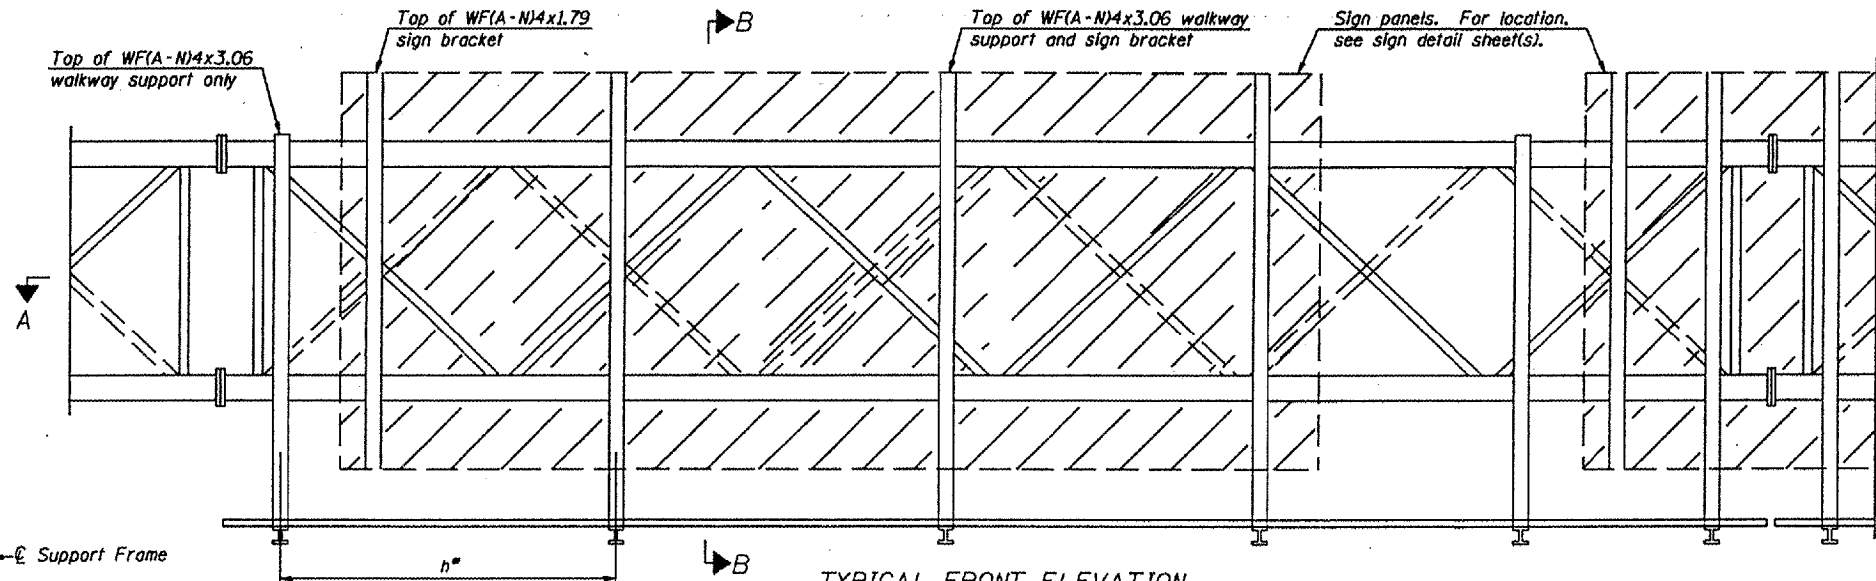 Top of WF(A-N)4x1.79
sign bracket
B
Top of WF(A-N)4x3.06 walkway
support and sign bracket
Sign panels. For location,
see sign detail sheet(s).
Top of WF(A-N)4x3.06
walkway support only
A
℄ Support Frame
h*
B
TYPICAL FRONT ELEVATION